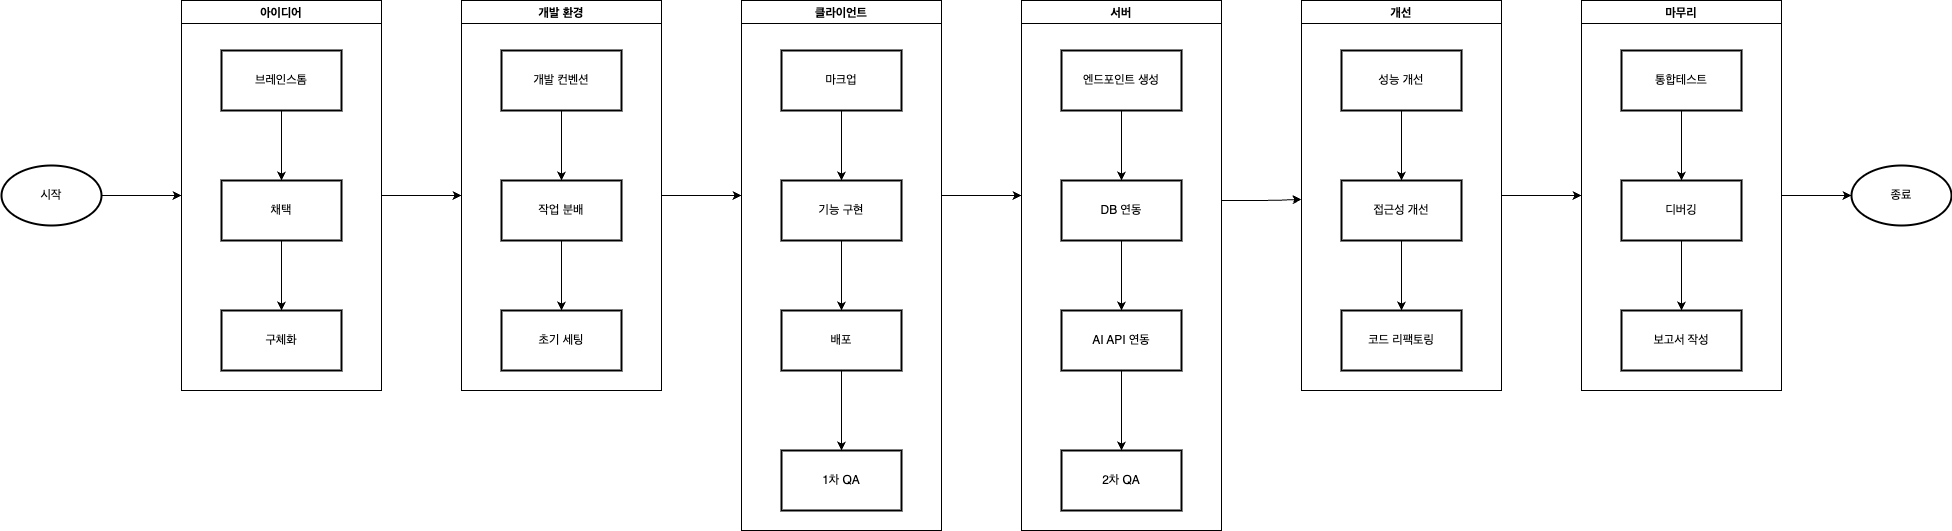 시작
아이디어
브레인스톰
채택
구체화
개발 환경
개발 컨벤션
작업 분배
초기 세팅
클라이언트
마크업
기능 구현
배포
1차 QA
서버
엔드포인트 생성
DB 연동
AI API 연동
2차 QA
개선
성능 개선
접근성 개선
코드 리팩토링
마무리
통합테스트
디버깅
보고서 작성
종료